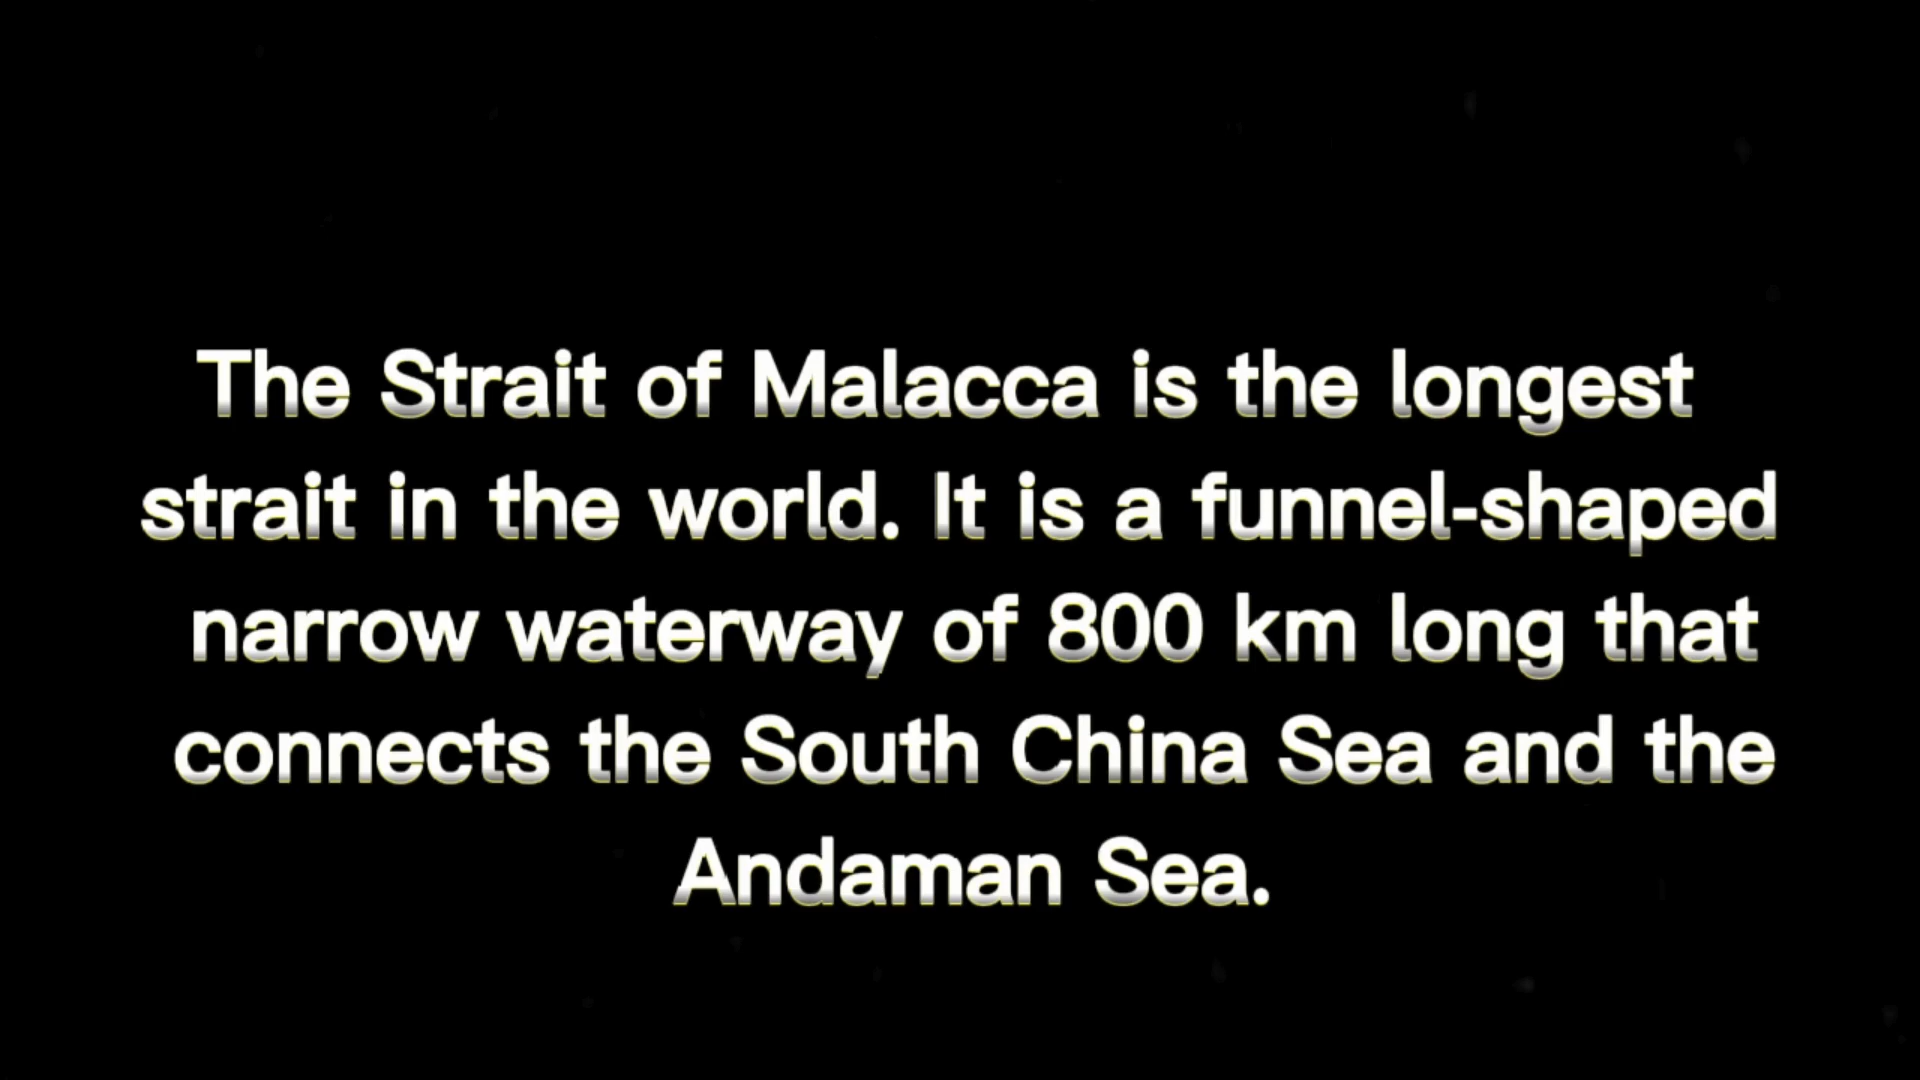 The Strait of Malacca is the longest
strait in the world. It is a funnel-shaped
narrow waterway of 800 km long that
connects the South China Sea and the
Andaman Sea.